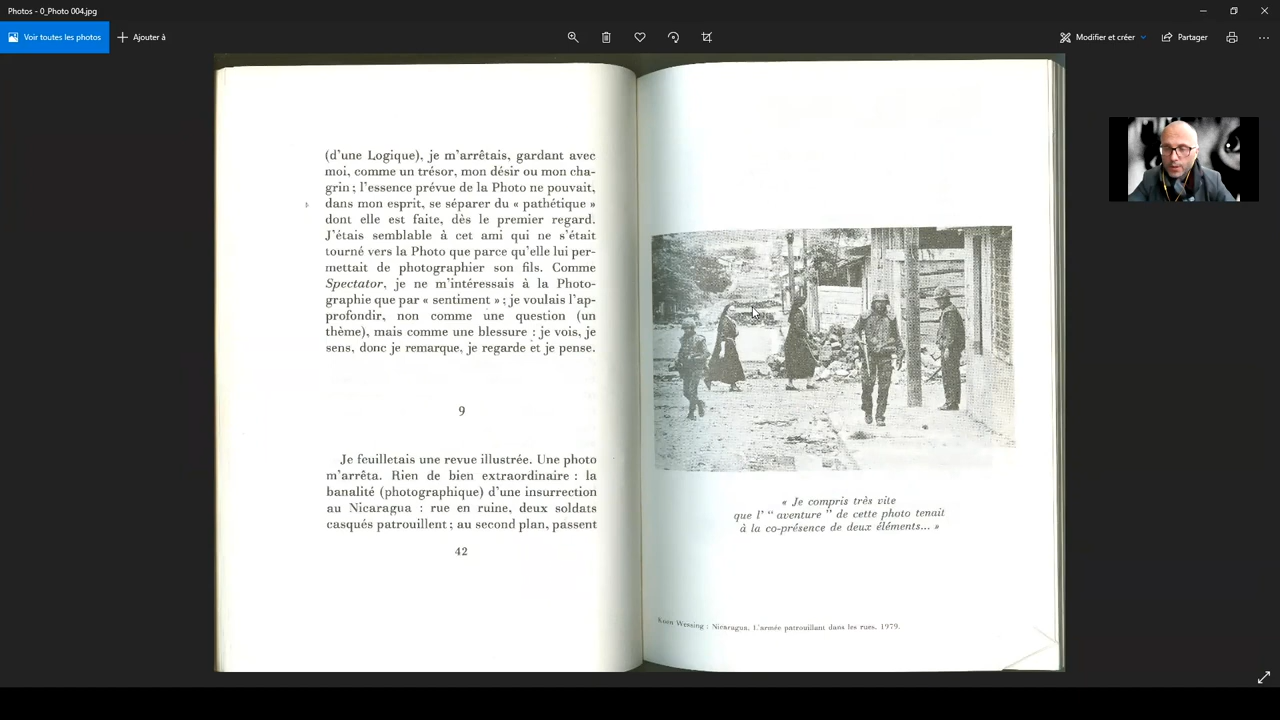 Photos - 0_Photo 004.jpg
Voir toutes les photos
Ajouter à
Modifier et créer
Partager
(d'une Logique), je m'arrêtais, gardant avec
moi, comme un trésor, mon désir ou mon cha-
grin ; l'essence prévue de la Photo ne pouvait,
dans mon esprit, se séparer du « pathétique »
dont elle est faite, dès le premier regard.
J'étais semblable à cet ami qui ne s'était
tourné vers la Photo que parce qu'elle lui per-
mettait de photographier son fils. Comme
Spectator, je ne m'intéressais à la Photo-
graphie que par « sentiment » ; je voulais l'ap-
profondir, non comme une question (un
thème), mais comme une blessure : je vois, je
sens, donc je remarque, je regarde et je pense.
9
Je feuilletais une revue illustrée. Une photo
m'arrêta. Rien de bien extraordinaire : la
banalité (photographique) d'une insurrection
au Nicaragua : rue en ruine, deux soldats
casqués patrouillent ; au second plan, passent
42
« Je compris très vite
que l' " aventure " de cette photo tenait
à la co-présence de deux éléments... »
Koen Wessing : Nicaragua. L'armée patrouillant dans les rues, 1979.